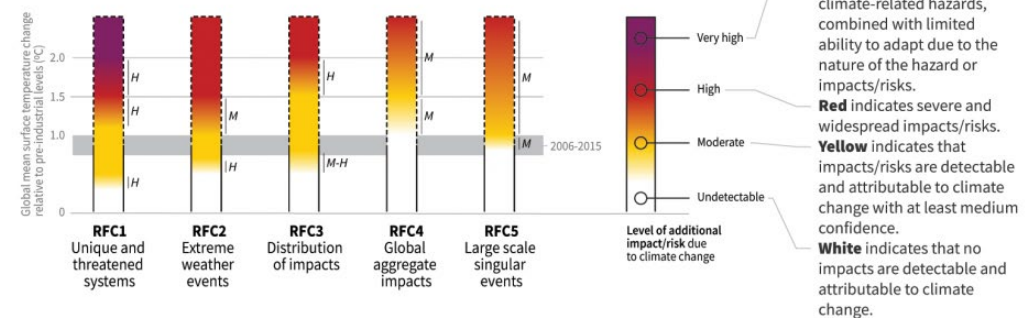 Global mean surface temperature change
relative to pre-industrial levels (ºC)
2.0
1.5
1.0
0
H
H
H
M
H
H
M-H
M
M
M
M
2006-2015
RFC1
Unique and
threatened
systems
RFC2
Extreme
weather
events
RFC3
Distribution
of impacts
RFC4
Global
aggregate
impacts
RFC5
Large scale
singular
events
Very high
High
Moderate
Undetectable
Level of additional
impact/risk due
to climate change
climate-related hazards,
combined with limited
ability to adapt due to the
nature of the hazard or
impacts/risks.
Red indicates severe and
widespread impacts/risks.
Yellow indicates that
impacts/risks are detectable
and attributable to climate
change with at least medium
confidence.
White indicates that no
impacts are detectable and
attributable to climate
change.